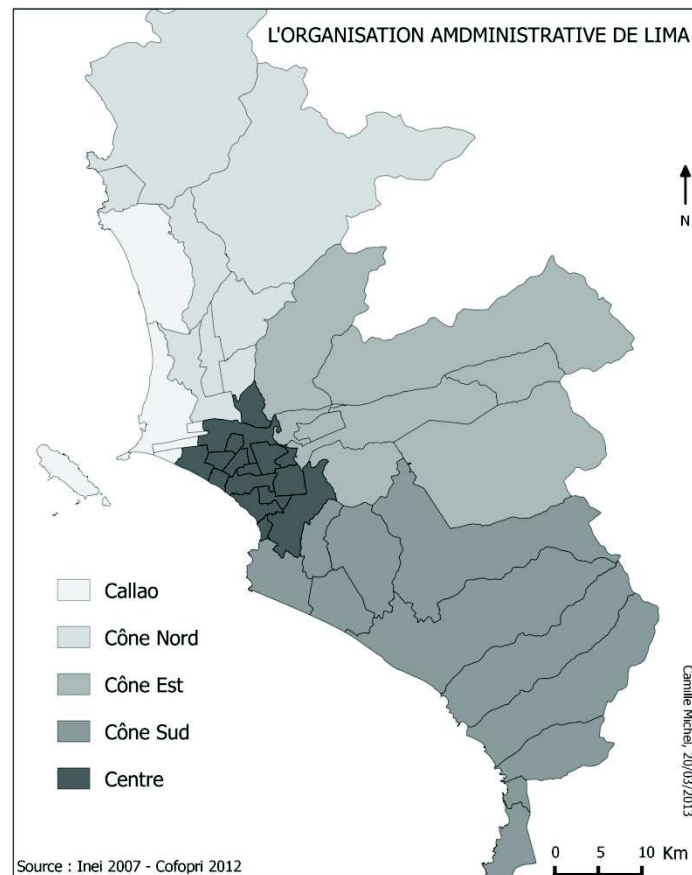 L'ORGANISATION AMDMINISTRATIVE DE LIMA
N
Callao
Cône Nord
Cône Est
Cône Sud
Centre
Camille Michel, 20/03/2013
0 5 10 Km
Source : Inei 2007 - Cofopri 2012